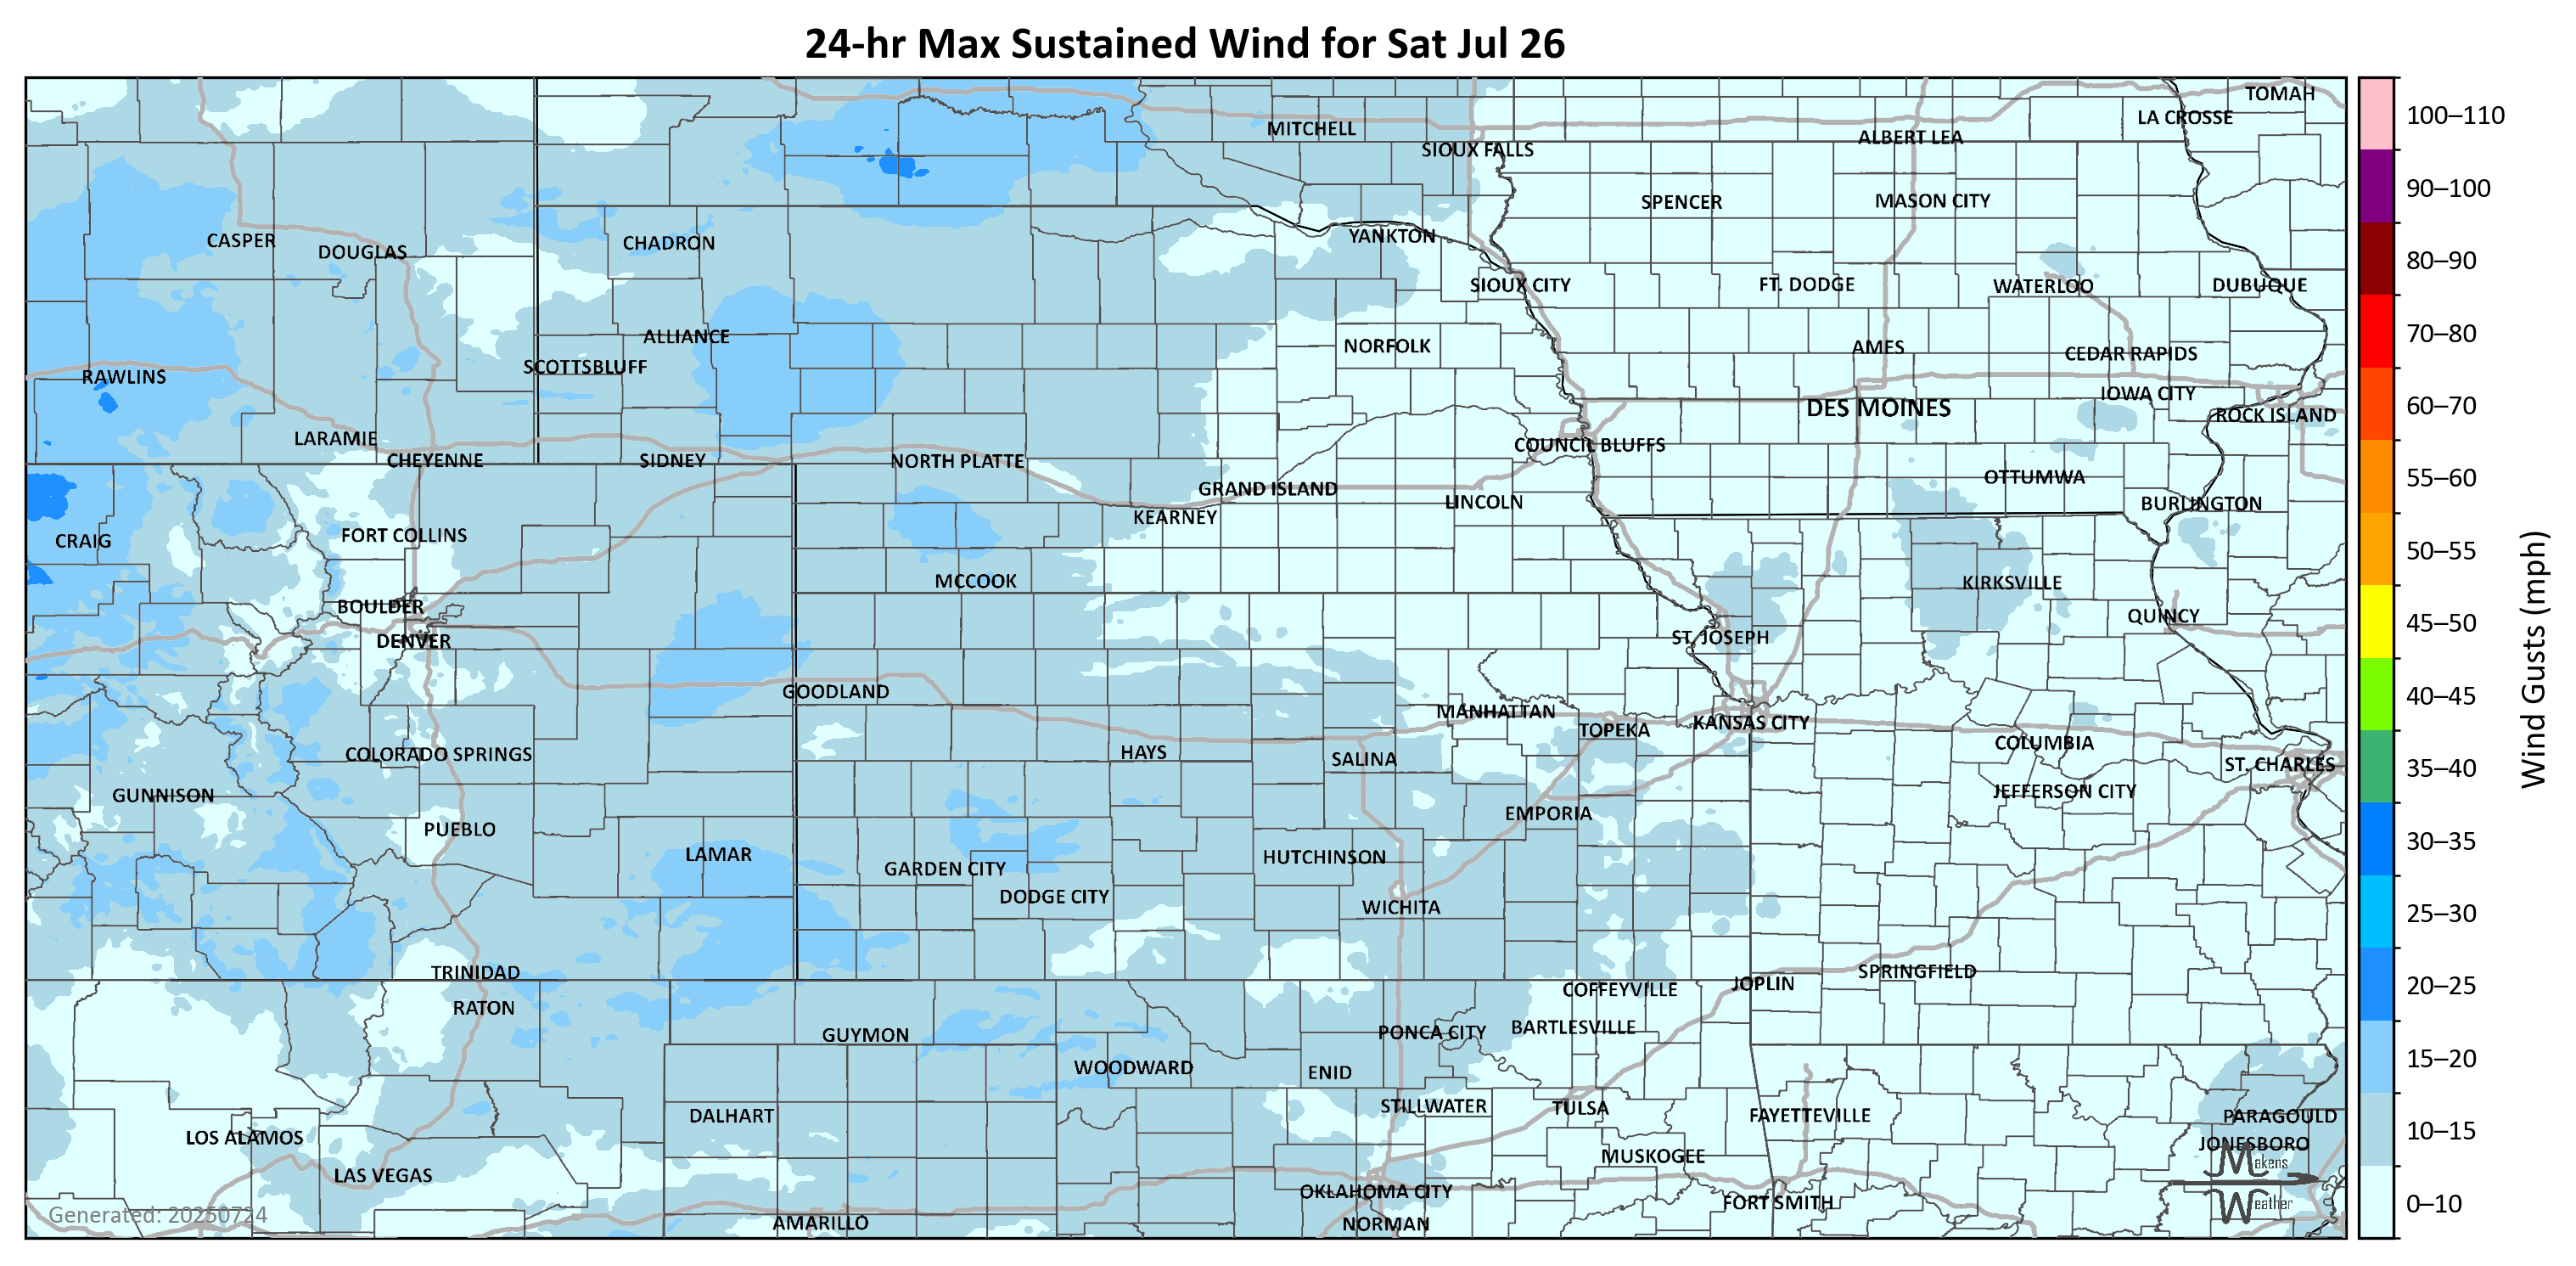 24-hr Max Sustained Wind for Sat Jul 26
TOMAH
LA CROSSE
MITCHELL
ALBERT LEA
SIOUX FALLS
SPENCER
MASON CITY
CASPER
DOUGLAS
CHADRON
YANKTON
SIOUX CITY
FT. DODGE
WATERLOO
DUBUQUE
ALLIANCE
NORFOLK
AMES
CEDAR RAPIDS
SCOTTSBLUFF
RAWLINS
IOWA CITY
DES MOINES
ROCK ISLAND
LARAMIE
COUNCIL BLUFFS
CHEYENNE
SIDNEY
NORTH PLATTE
OTTUMWA
GRAND ISLAND
LINCOLN
BURLINGTON
KEARNEY
FORT COLLINS
CRAIG
MCCOOK
KIRKSVILLE
BOULDER
QUINCY
DENVER
ST. JOSEPH
GOODLAND
MANHATTAN
TOPEKA
KANSAS CITY
COLUMBIA
COLORADO SPRINGS
HAYS
SALINA
ST. CHARLES
GUNNISON
JEFFERSON CITY
EMPORIA
PUEBLO
LAMAR
HUTCHINSON
GARDEN CITY
DODGE CITY
WICHITA
TRINIDAD
SPRINGFIELD
JOPLIN
COFFEYVILLE
RATON
GUYMON
PONCA CITY
BARTLESVILLE
WOODWARD
ENID
STILLWATER
TULSA
DALHART
FAYETTEVILLE
PARAGOULD
LOS ALAMOS
JONESBORO
MUSKOGEE
LAS VEGAS
OKLAHOMA CITY
FORT SMITH
AMARILLO
NORMAN
Generated: 20250724
Makens
Weather
100–110
90–100
80–90
70–80
60–70
55–60
50–55
45–50
40–45
35–40
30–35
25–30
20–25
15–20
10–15
0–10
Wind Gusts (mph)